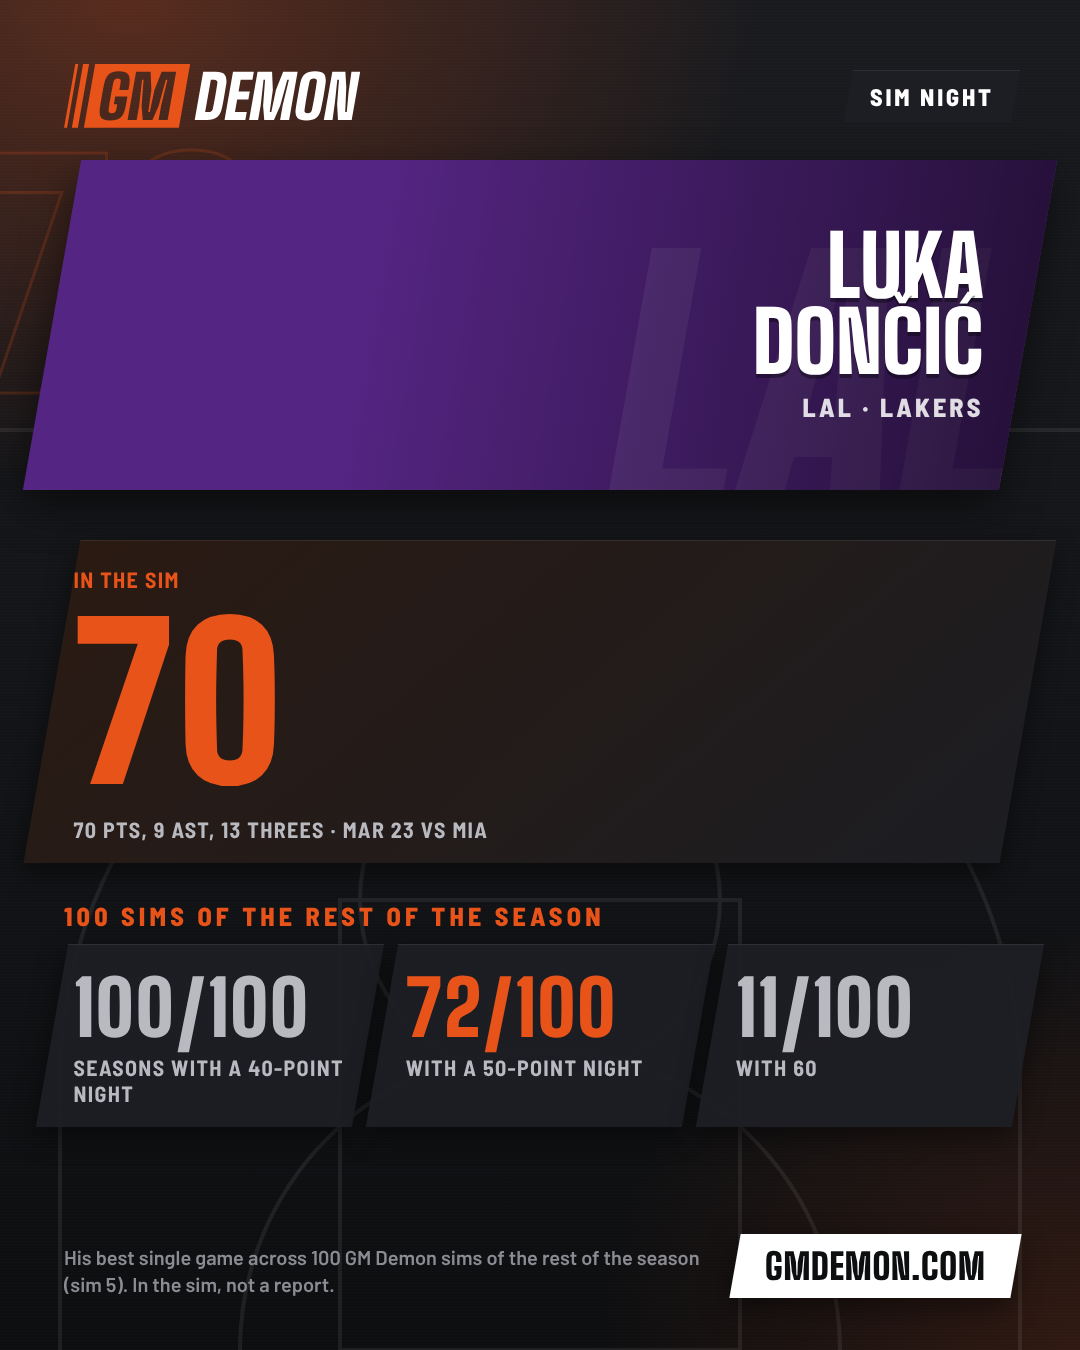 GM DEMON
SIM NIGHT
LUKA
DONČIĆ
LAL · LAKERS
LAL
IN THE SIM
70
70 PTS, 9 AST, 13 THREES · MAR 23 VS MIA
100 SIMS OF THE REST OF THE SEASON
100/100
SEASONS WITH A 40-POINT
NIGHT
72/100
WITH A 50-POINT NIGHT
11/100
WITH 60
His best single game across 100 GM Demon sims of the rest of the season
(sim 5). In the sim, not a report.
GMDEMON.COM